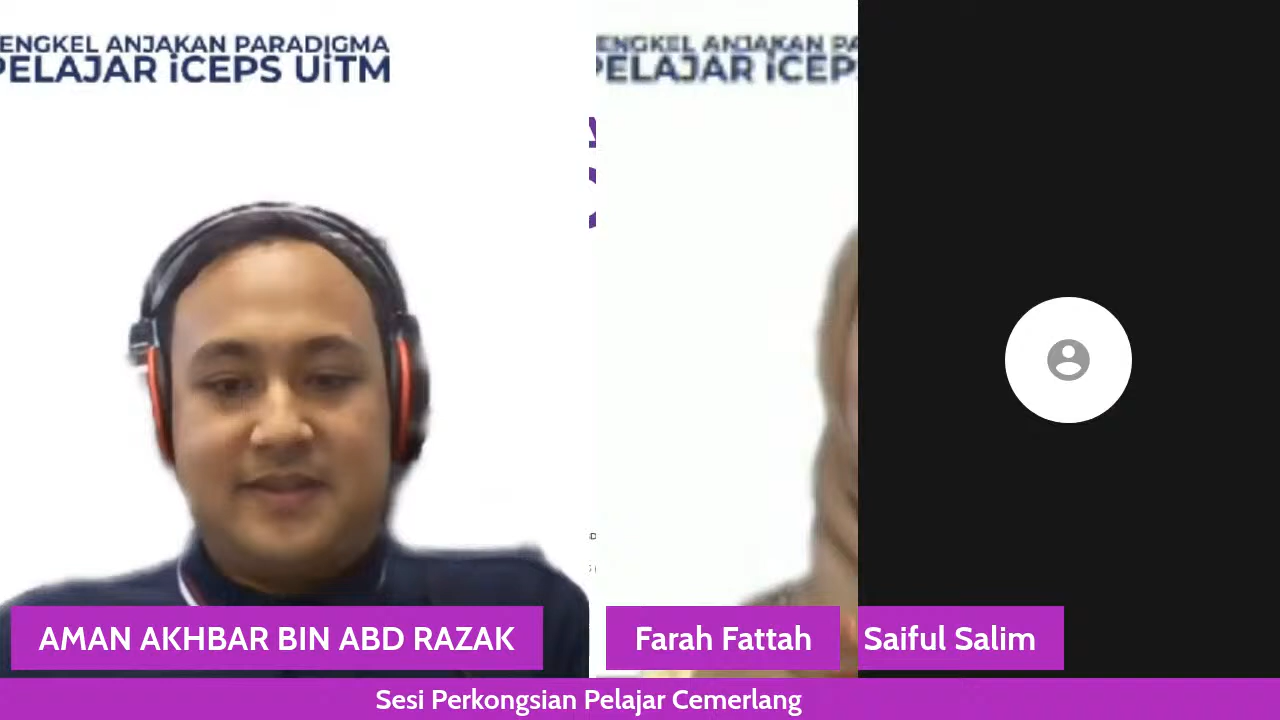 ENGKEL ANJAKAN PARADIGMA
PELAJAR iCEPS UiTM
ENGKEL ANJAKAN PA
PELAJAR iCEP
AMAN AKHBAR BIN ABD RAZAK
Farah Fattah
Saiful Salim
Sesi Perkongsian Pelajar Cemerlang